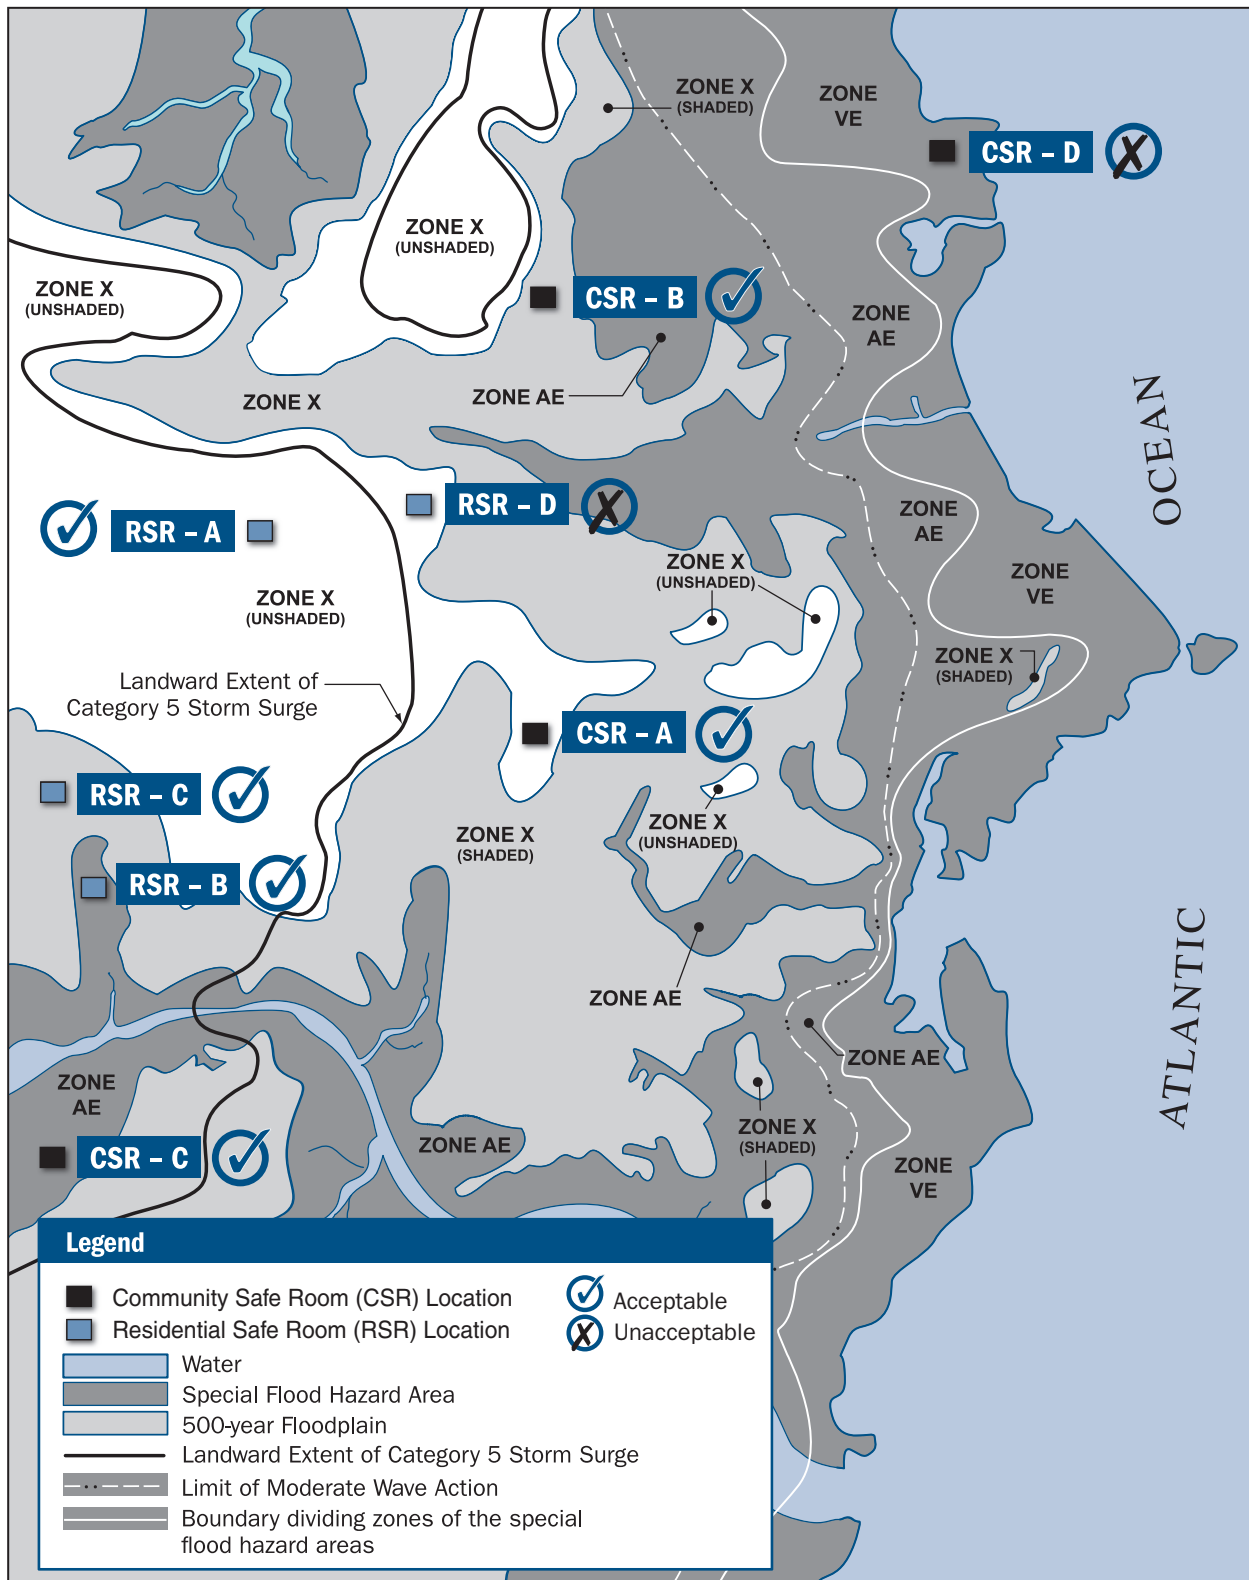 ZONE X
(SHADED)
ZONE
VE
CSR – D
ZONE X
(UNSHADED)
ZONE X
(UNSHADED)
CSR – B
ZONE
AE
ZONE AE
ZONE X
OCEAN
RSR – D
RSR – A
ZONE
AE
ZONE X
(UNSHADED)
ZONE
VE
ZONE X
(UNSHADED)
ZONE X
(SHADED)
Landward Extent of
Category 5 Storm Surge
CSR – A
RSR – C
ZONE X
(SHADED)
ZONE X
(UNSHADED)
RSR – B
ZONE AE
ATLANTIC
ZONE AE
ZONE
AE
ZONE X
(SHADED)
CSR – C
ZONE AE
ZONE
VE
Legend
Community Safe Room (CSR) Location
Acceptable
Residential Safe Room (RSR) Location
Unacceptable
Water
Special Flood Hazard Area
500-year Floodplain
Landward Extent of Category 5 Storm Surge
Limit of Moderate Wave Action
Boundary dividing zones of the special
flood hazard areas